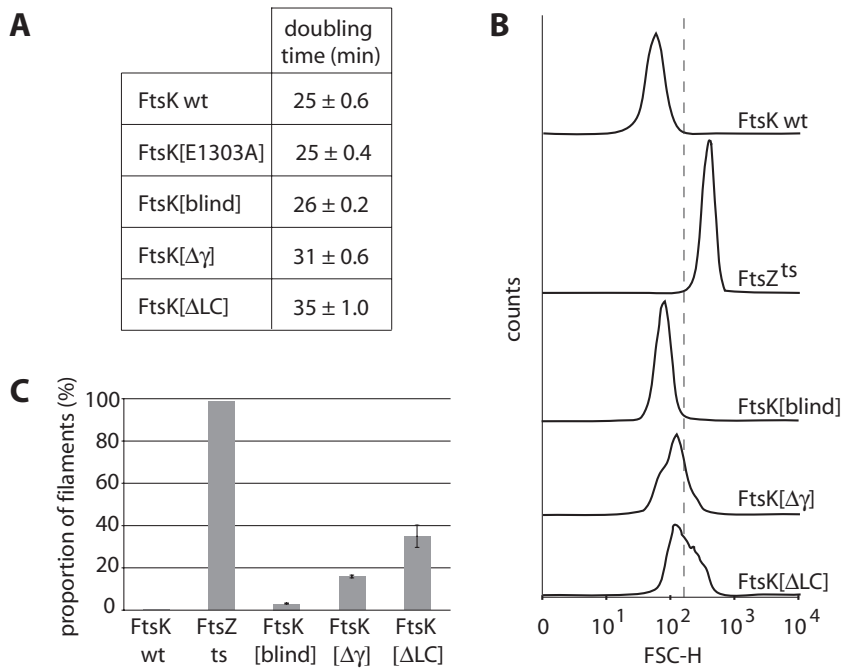 A
doubling
time (min)
FtsK wt
25 ± 0.6
FtsK[E1303A]
25 ± 0.4
FtsK[blind]
26 ± 0.2
FtsK[Δγ]
31 ± 0.6
FtsK[ΔLC]
35 ± 1.0
B
counts
FtsK wt
FtsZts
FtsK[blind]
FtsK[Δγ]
FtsK[ΔLC]
0 10¹ 10² 10³ 10⁴
FSC-H
C
proportion of filaments (%)
100
80
60
40
20
0
FtsK FtsZ FtsK FtsK FtsK
wt ts [blind] [Δγ] [ΔLC]